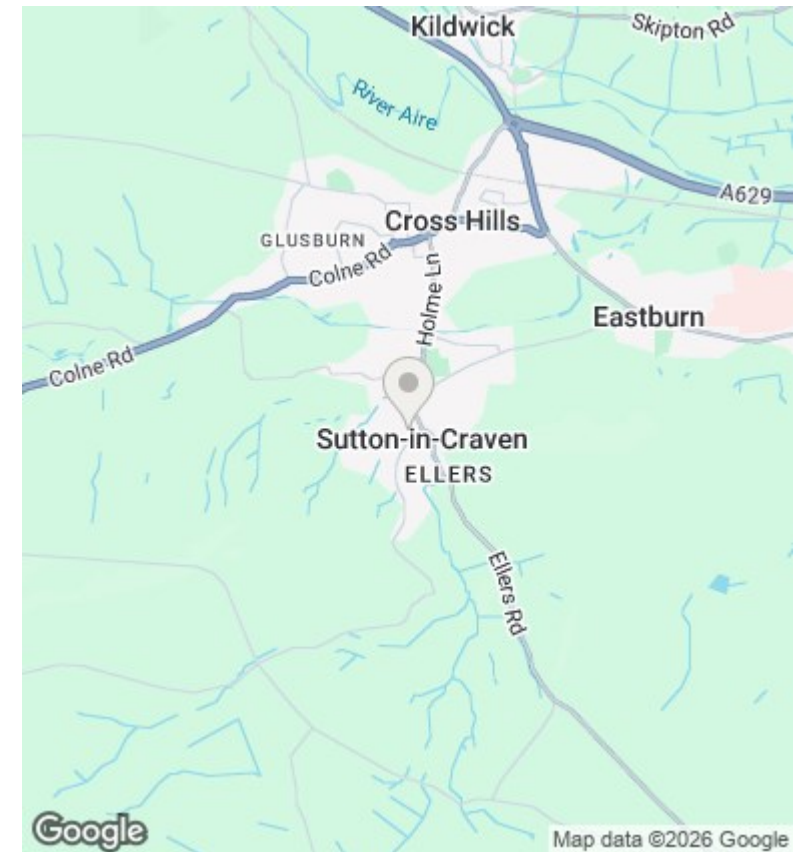 Kildwick
Skipton Rd
River Aire
A629
Cross Hills
GLUSBURN
Colne Rd
Holme Ln
Eastburn
Colne Rd
Sutton-in-Craven
ELLERS
Ellers Rd
Google
Map data ©2026 Google